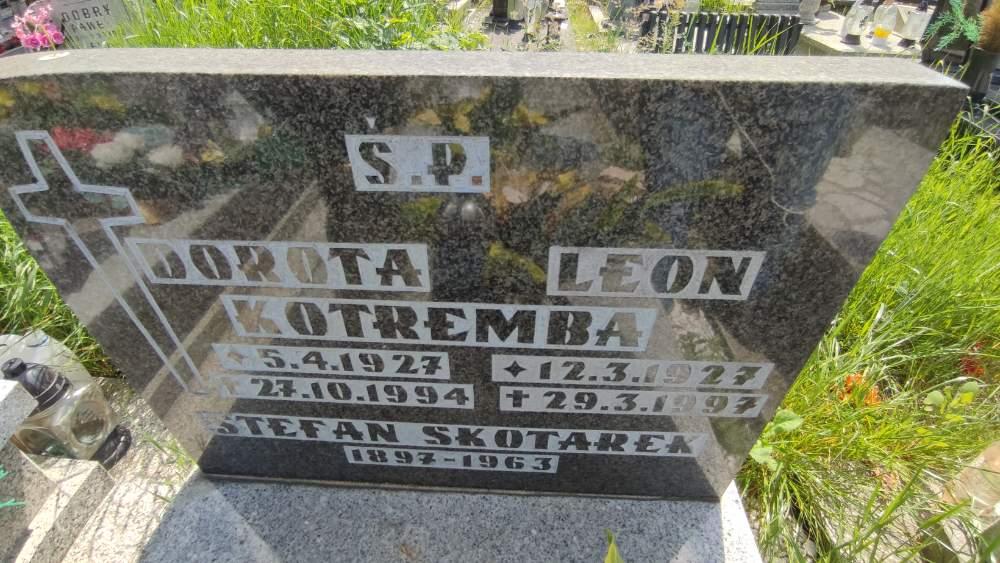 DOBRY
Ś.P.
DOROTA LEON
KOTREMBA
5.4.1927 12.3.1927
27.10.1994 29.3.1997
STEFAN SKOTAREK
1897-1963